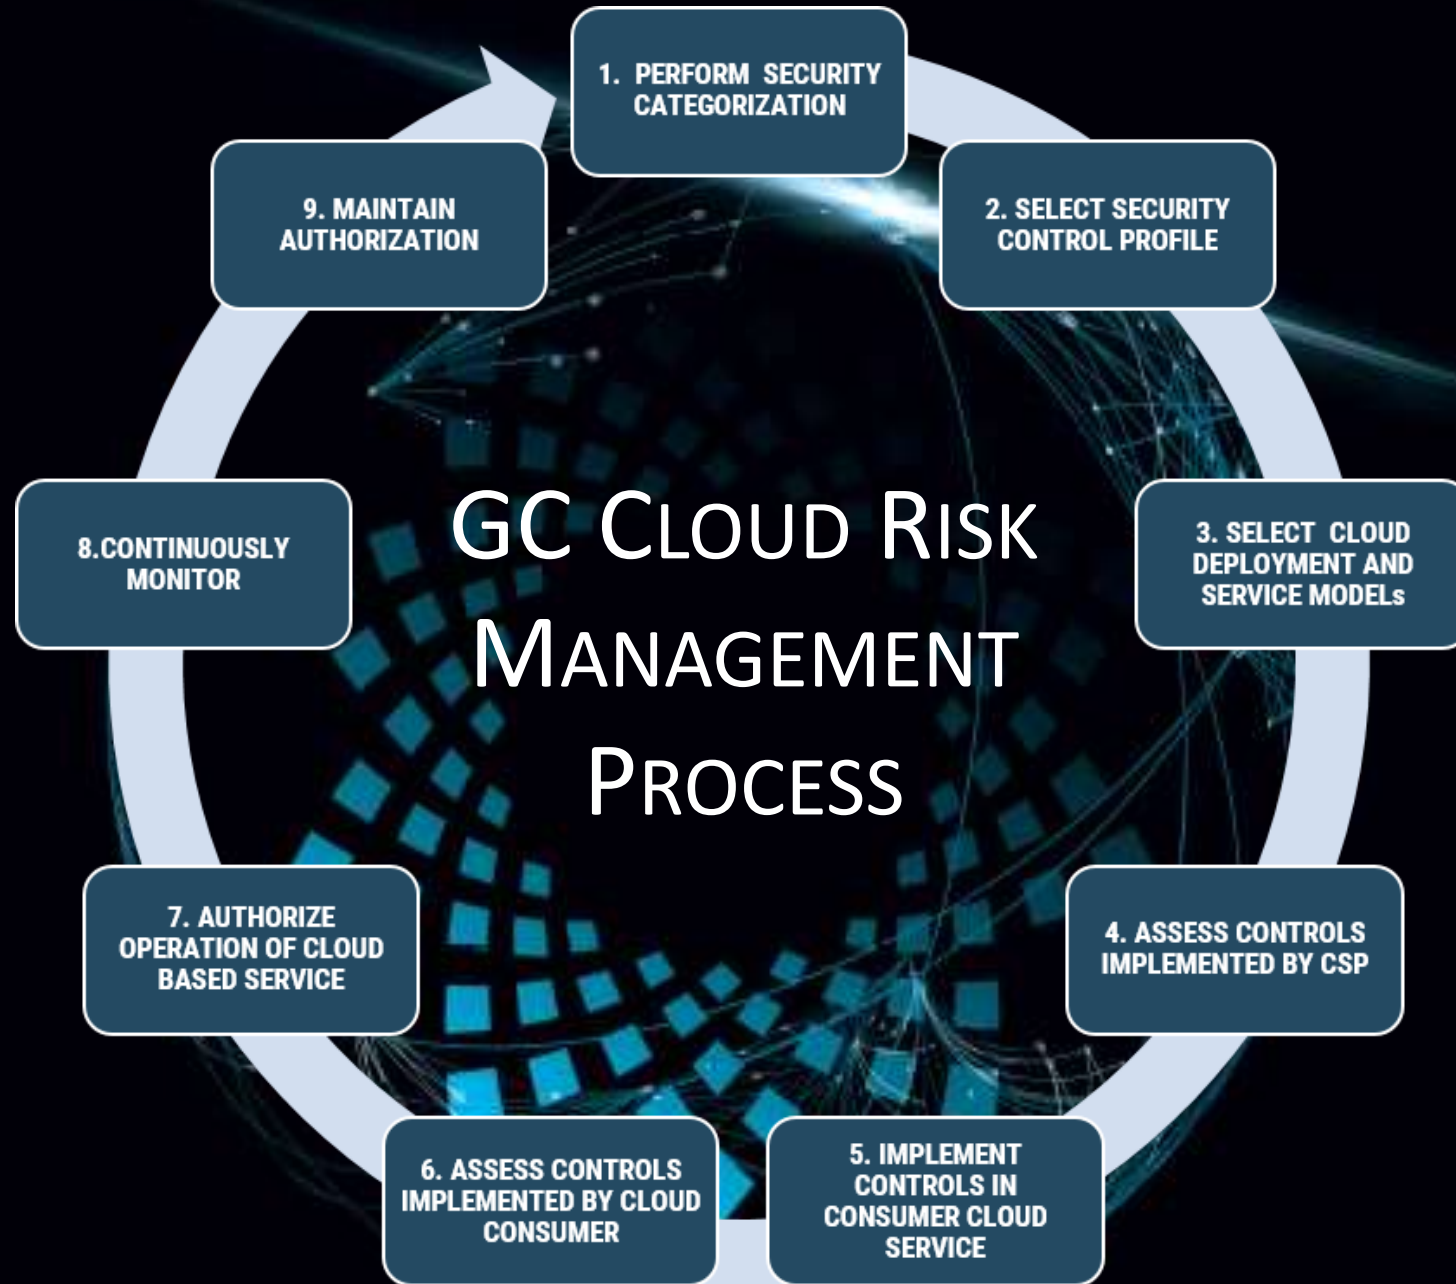 1. PERFORM SECURITY
CATEGORIZATION
2. SELECT SECURITY
CONTROL PROFILE
3. SELECT CLOUD
DEPLOYMENT AND
SERVICE MODELs
4. ASSESS CONTROLS
IMPLEMENTED BY CSP
5. IMPLEMENT
CONTROLS IN
CONSUMER CLOUD
SERVICE
6. ASSESS CONTROLS
IMPLEMENTED BY CLOUD
CONSUMER
7. AUTHORIZE
OPERATION OF CLOUD
BASED SERVICE
8.CONTINUOUSLY
MONITOR
9. MAINTAIN
AUTHORIZATION
GC CLOUD RISK
MANAGEMENT
PROCESS